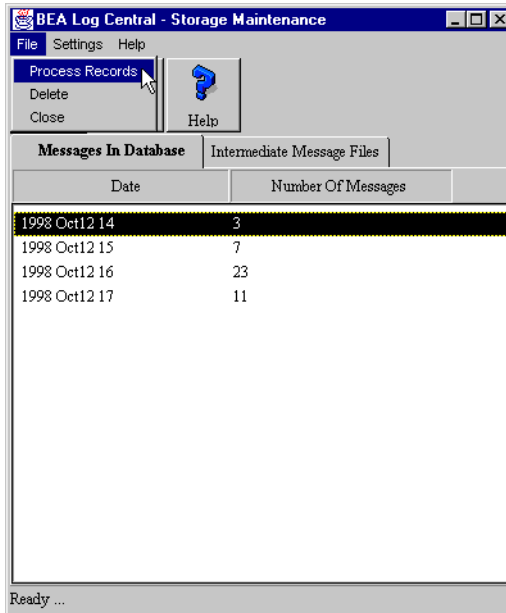 BEA Log Central - Storage Maintenance
File Settings Help
Process Records
Delete
Close
Help
Messages In Database Intermediate Message Files
Date Number Of Messages
1998 Oct12 14 3
1998 Oct12 15 7
1998 Oct12 16 23
1998 Oct12 17 11
Ready ...